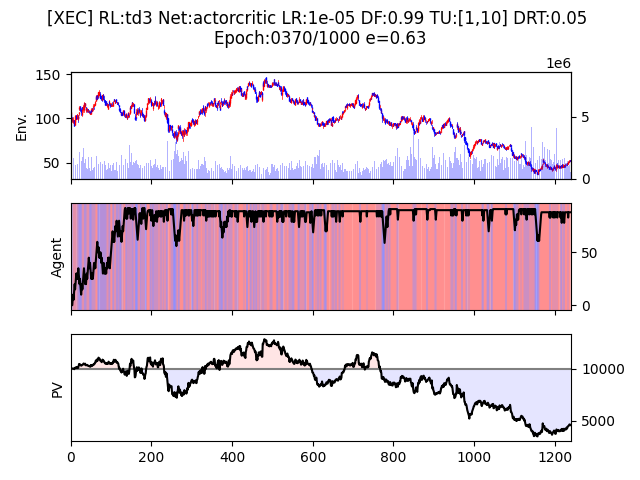 [XEC] RL:td3 Net:actorcritic LR:1e-05 DF:0.99 TU:[1,10] DRT:0.05
Epoch:0370/1000 e=0.63
1e6
150
100
50
Env.
5
0
Agent
50
0
PV
10000
5000
0
200
400
600
800
1000
1200